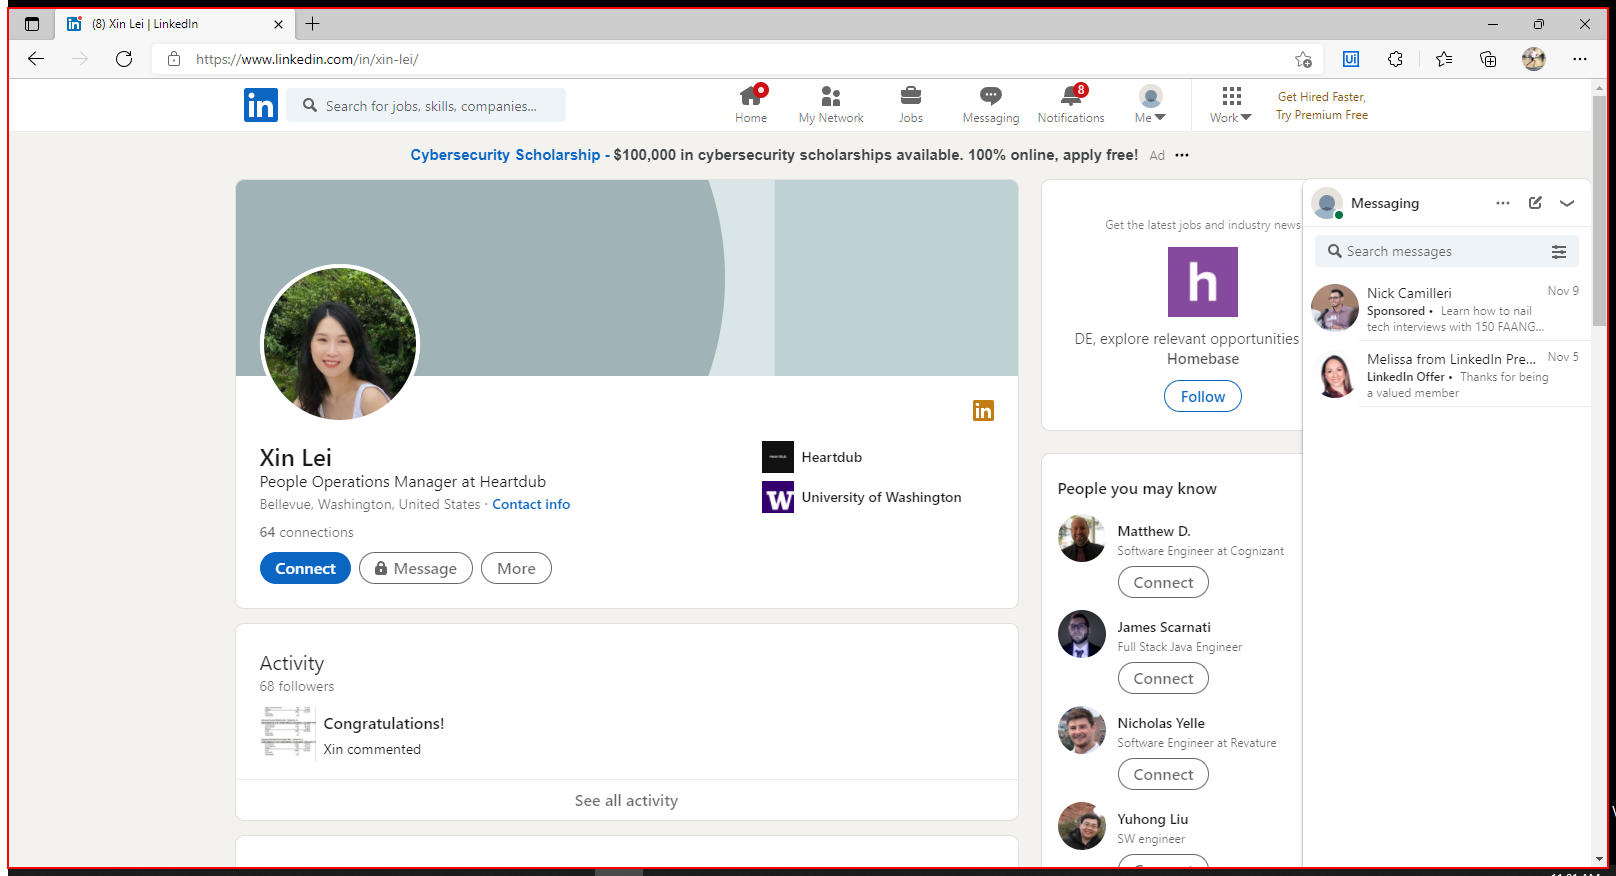 (8) Xin Lei | LinkedIn
https://www.linkedin.com/in/xin-lei/
in
Search for jobs, skills, companies...
Home
My Network
Jobs
Messaging
8
Notifications
Me
Work
Get Hired Faster,
Try Premium Free
Cybersecurity Scholarship - $100,000 in cybersecurity scholarships available. 100% online, apply free! Ad
in
Xin Lei
People Operations Manager at Heartdub
Bellevue, Washington, United States · Contact info
64 connections
Connect
Message
More
Heartdub
W
University of Washington
Activity
68 followers
Congratulations!
Xin commented
See all activity
Get the latest jobs and industry news
h
DE, explore relevant opportunities
Homebase
Follow
People you may know
Matthew D.
Software Engineer at Cognizant
Connect
James Scarnati
Full Stack Java Engineer
Connect
Nicholas Yelle
Software Engineer at Revature
Connect
Yuhong Liu
SW engineer
Messaging
Search messages
Nick Camilleri
Nov 9
Sponsored • Learn how to nail
tech interviews with 150 FAANG...
Melissa from LinkedIn Pre...
Nov 5
LinkedIn Offer • Thanks for being
a valued member